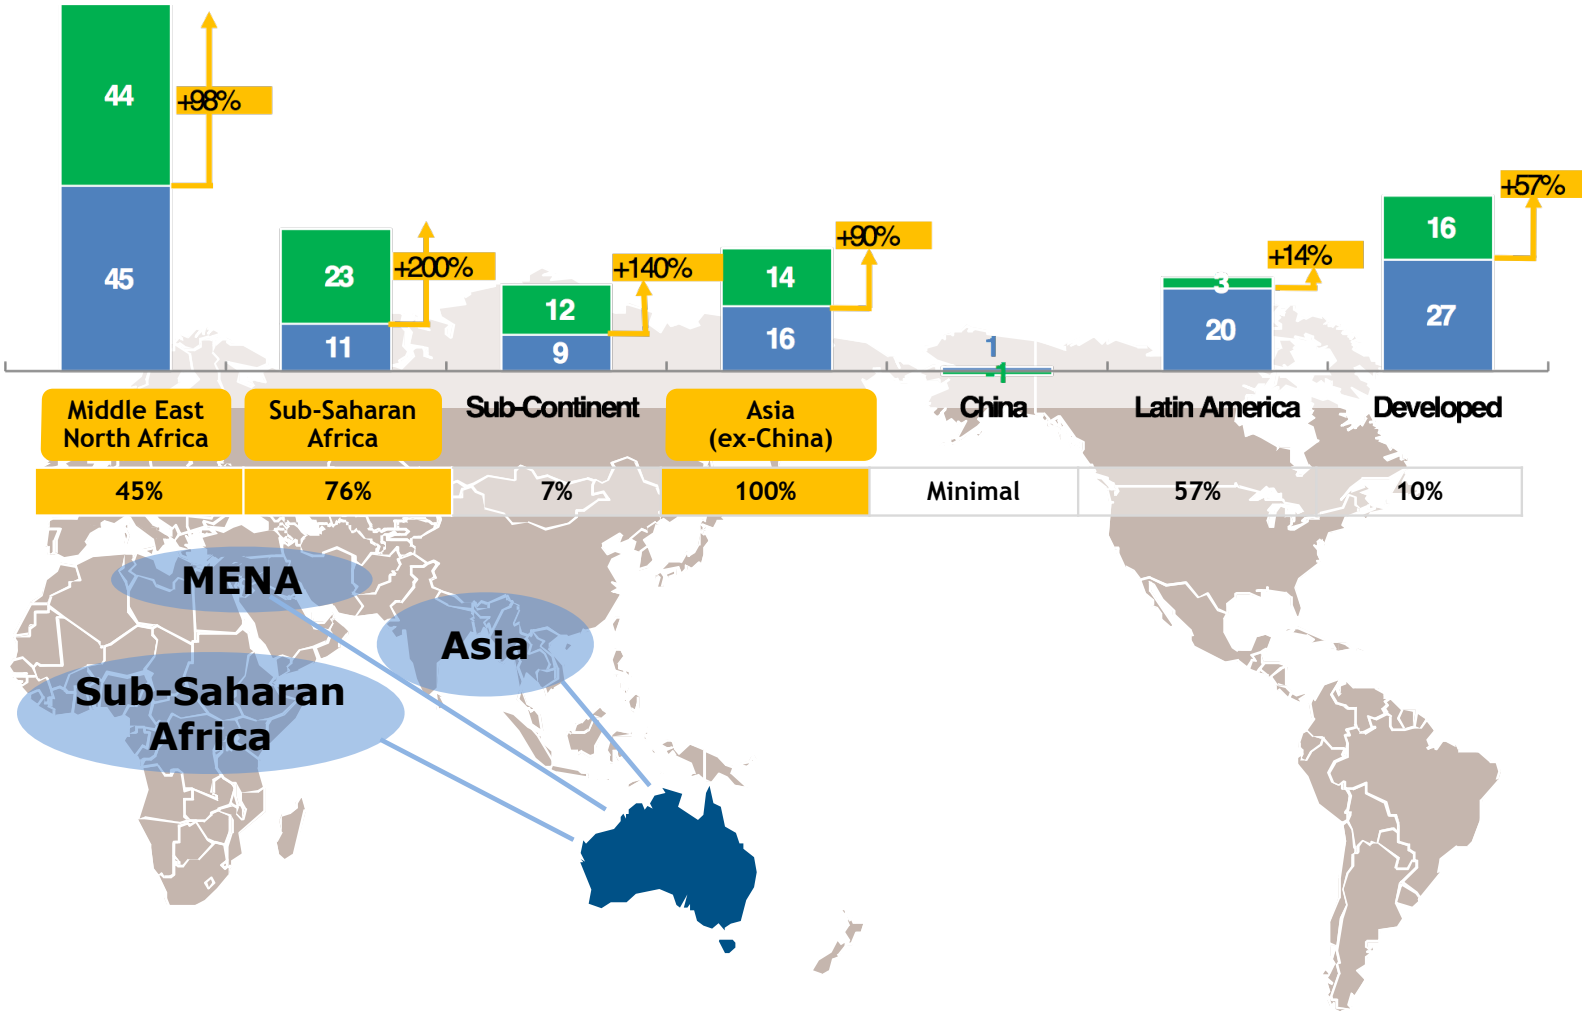 44
+98%
45
23
+200%
11
12
+140%
9
14
+90%
16
1
-1
3
+14%
20
16
+57%
27
Middle East
North Africa
Sub-Saharan
Africa
Sub-Continent
Asia
(ex-China)
China
Latin America
Developed
45%
76%
7%
100%
Minimal
57%
10%
MENA
Asia
Sub-Saharan
Africa